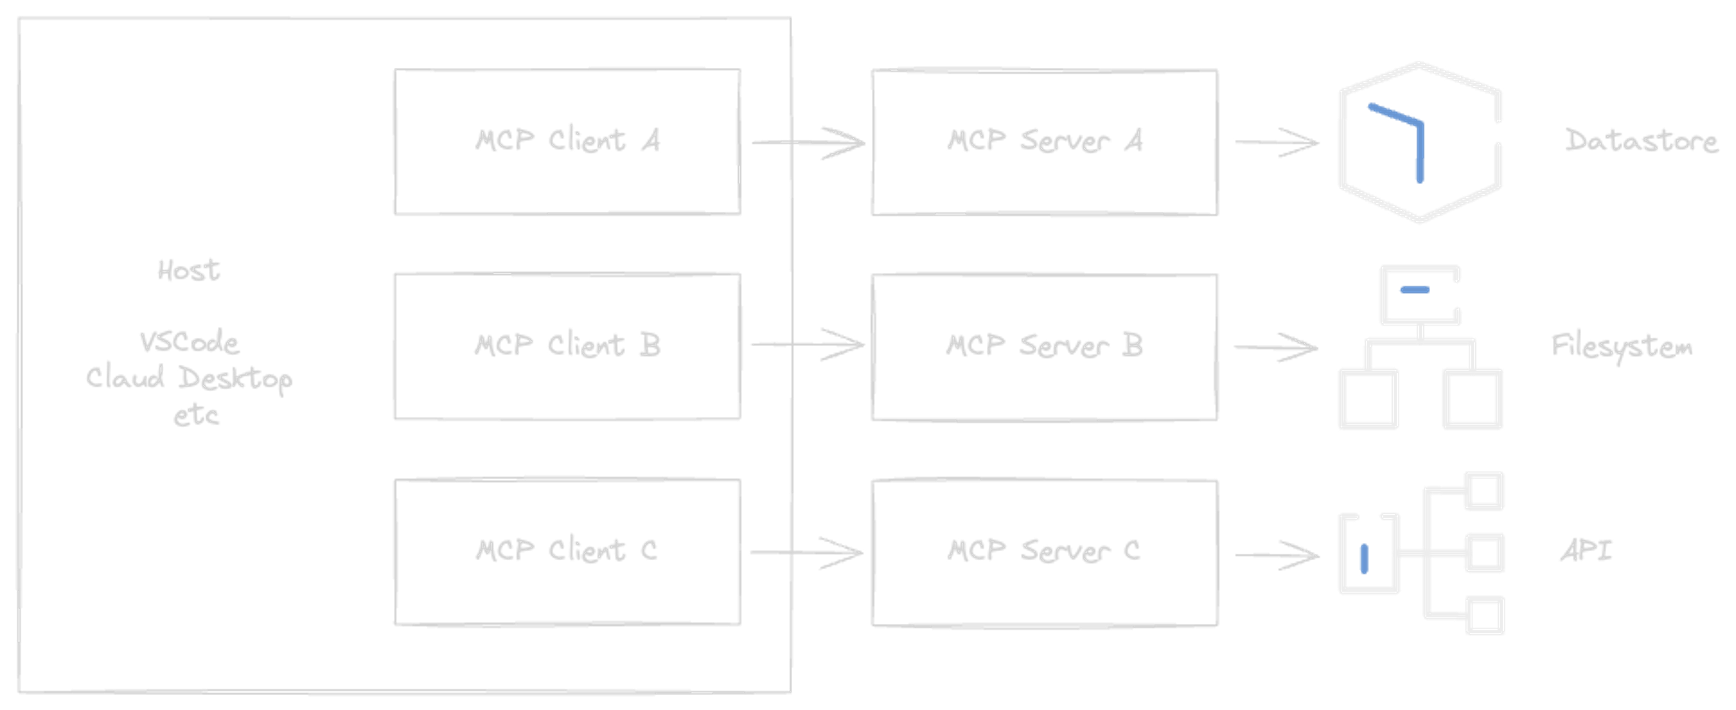 MCP Client A
MCP Server A
Datastore
Host
VSCode
Claud Desktop
etc
MCP Client B
MCP Server B
Filesystem
MCP Client C
MCP Server C
API